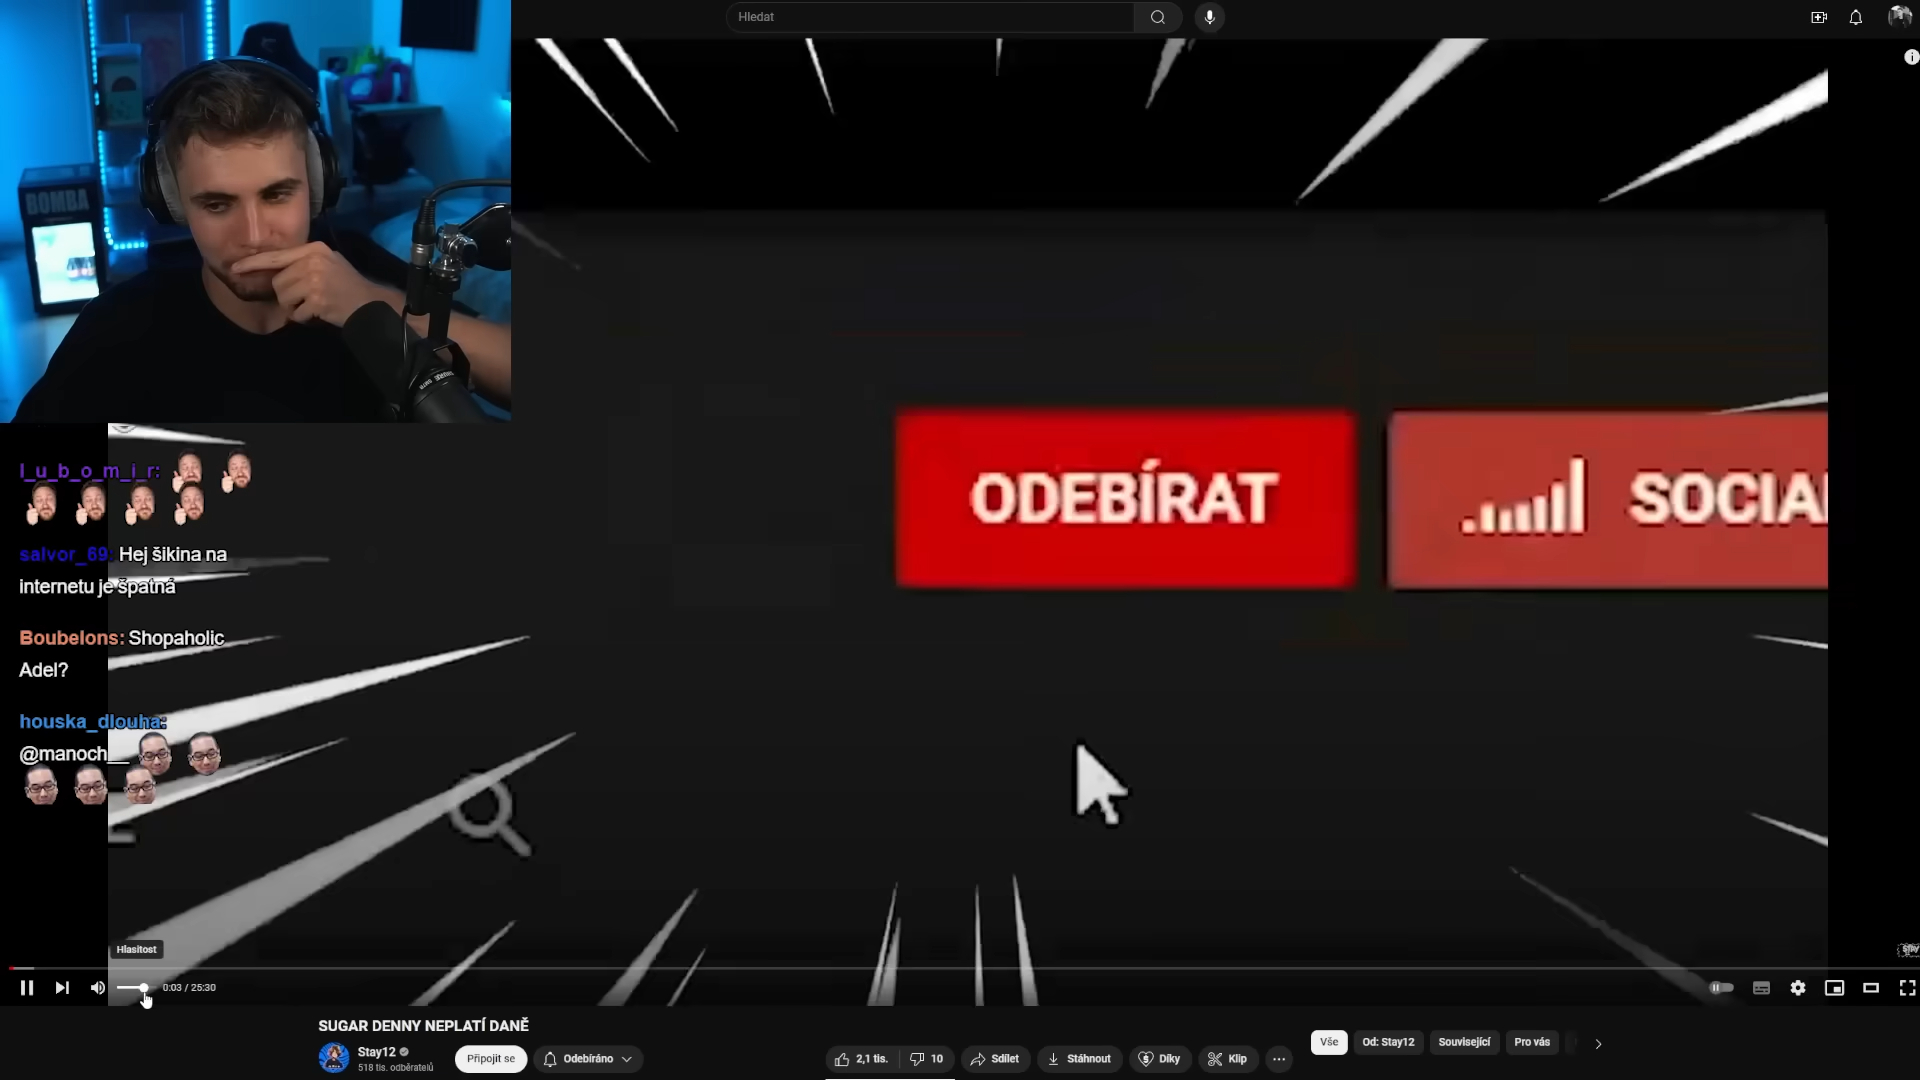 Hledat
BOMBA
ODEBÍRAT
SOCIAL
l_u_b_o_m_i_r:
salvor_69: Hej šikina na
internetu je špatná
Boubelons: Shopaholic
Adel?
houska_dlouha:
@manoch__
Hlasitost
0:03 / 25:30
SUGAR DENNY NEPLATÍ DANĚ
Stay12
518 tis. odběratelů
Připojit se
Odebíráno
2,1 tis.
10
Sdílet
Stáhnout
Díky
Klip
Vše
Od: Stay12
Související
Pro vás